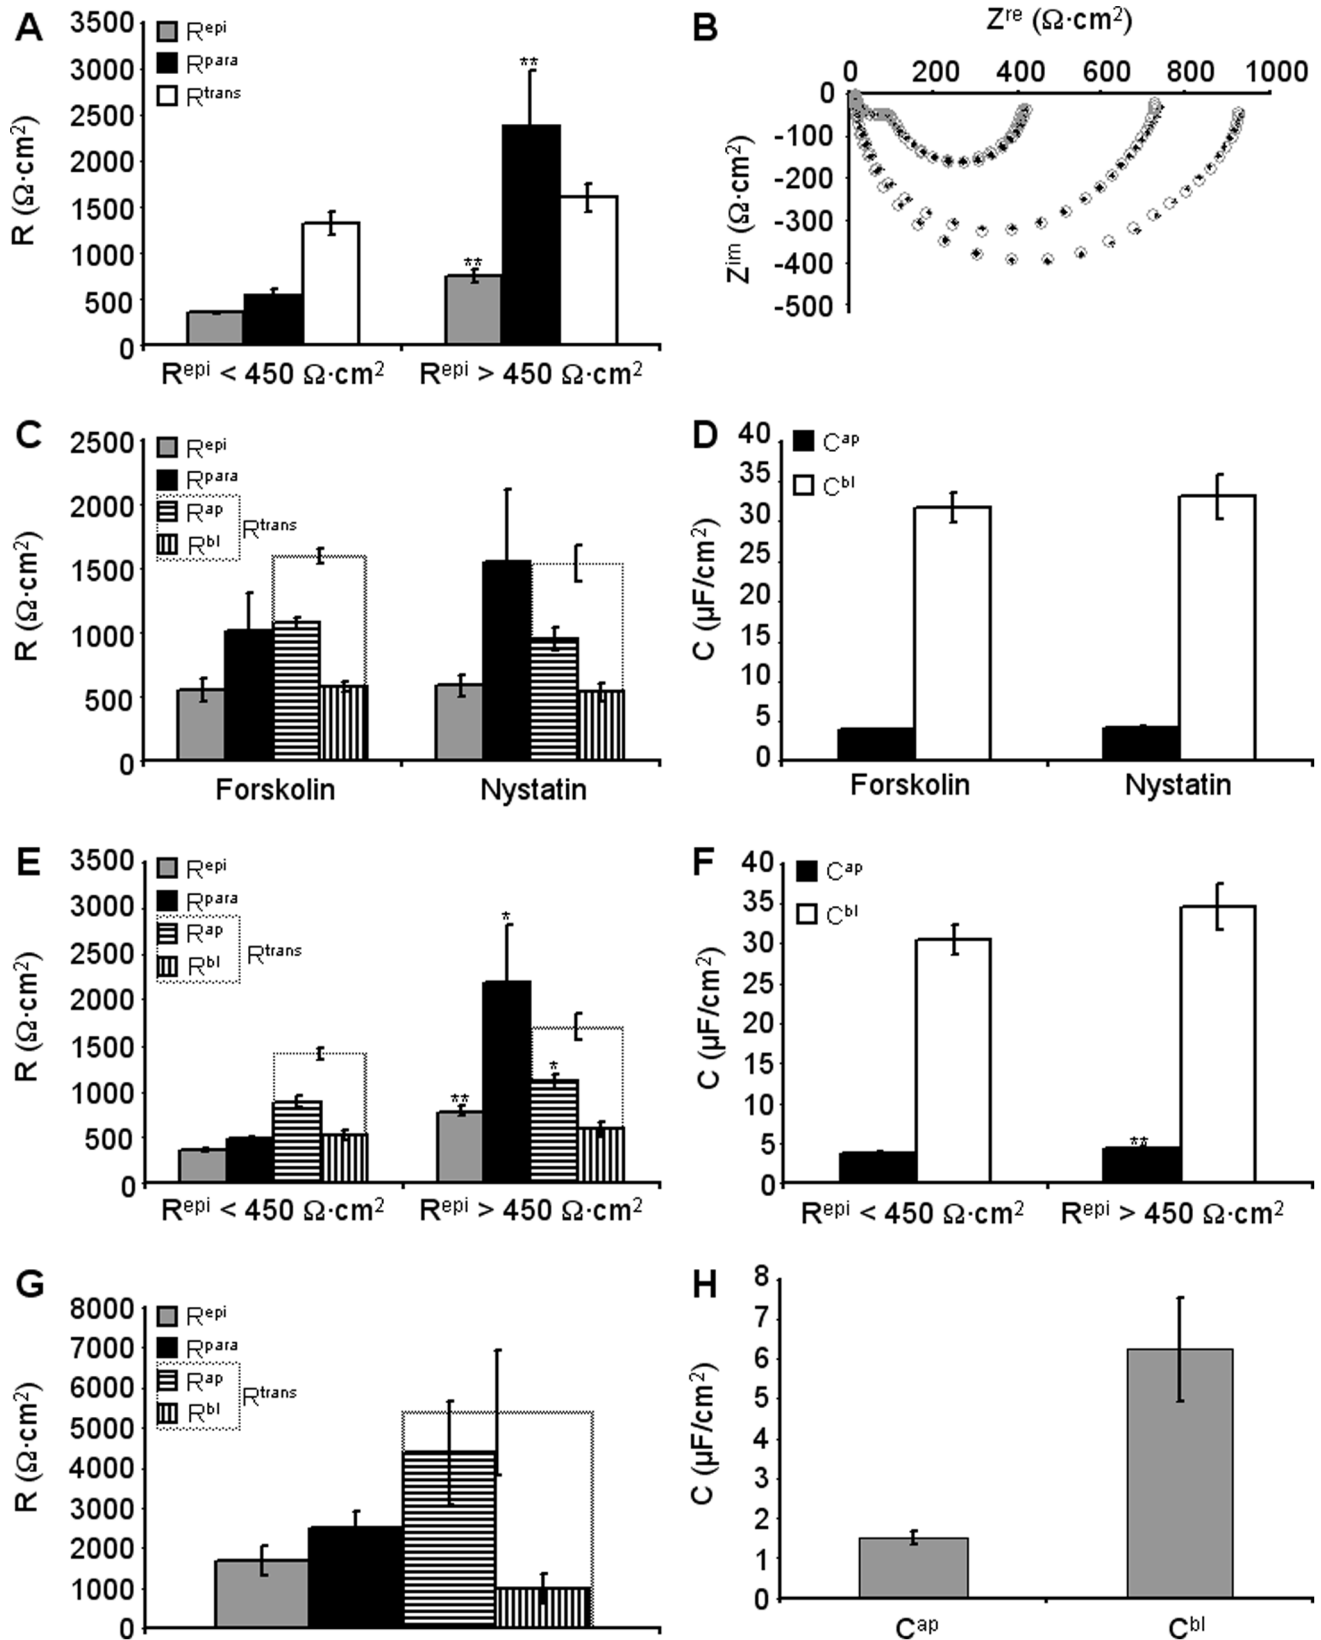 A
R (Ω·cm²)
3500
3000
2500
2000
1500
1000
500
0
Repi
Rpara
Rtrans
**
**
Repi < 450 Ω·cm²
Repi > 450 Ω·cm²
B
Zre (Ω·cm²)
0 200 400 600 800 1000
Zim (Ω·cm²)
0
-100
-200
-300
-400
-500
C
R (Ω·cm²)
2500
2000
1500
1000
500
0
Repi
Rpara
Rap
Rbl
Rtrans
Forskolin
Nystatin
D
C (µF/cm²)
40
35
30
25
20
15
10
5
0
Cap
Cbl
Forskolin
Nystatin
E
R (Ω·cm²)
3500
3000
2500
2000
1500
1000
500
0
Repi
Rpara
Rap
Rbl
Rtrans
**
*
*
Repi < 450 Ω·cm²
Repi > 450 Ω·cm²
F
C (µF/cm²)
40
35
30
25
20
15
10
5
0
Cap
Cbl
**
Repi < 450 Ω·cm²
Repi > 450 Ω·cm²
G
R (Ω·cm²)
8000
7000
6000
5000
4000
3000
2000
1000
0
Repi
Rpara
Rap
Rbl
Rtrans
H
C (µF/cm²)
8
7
6
5
4
3
2
1
0
Cap
Cbl